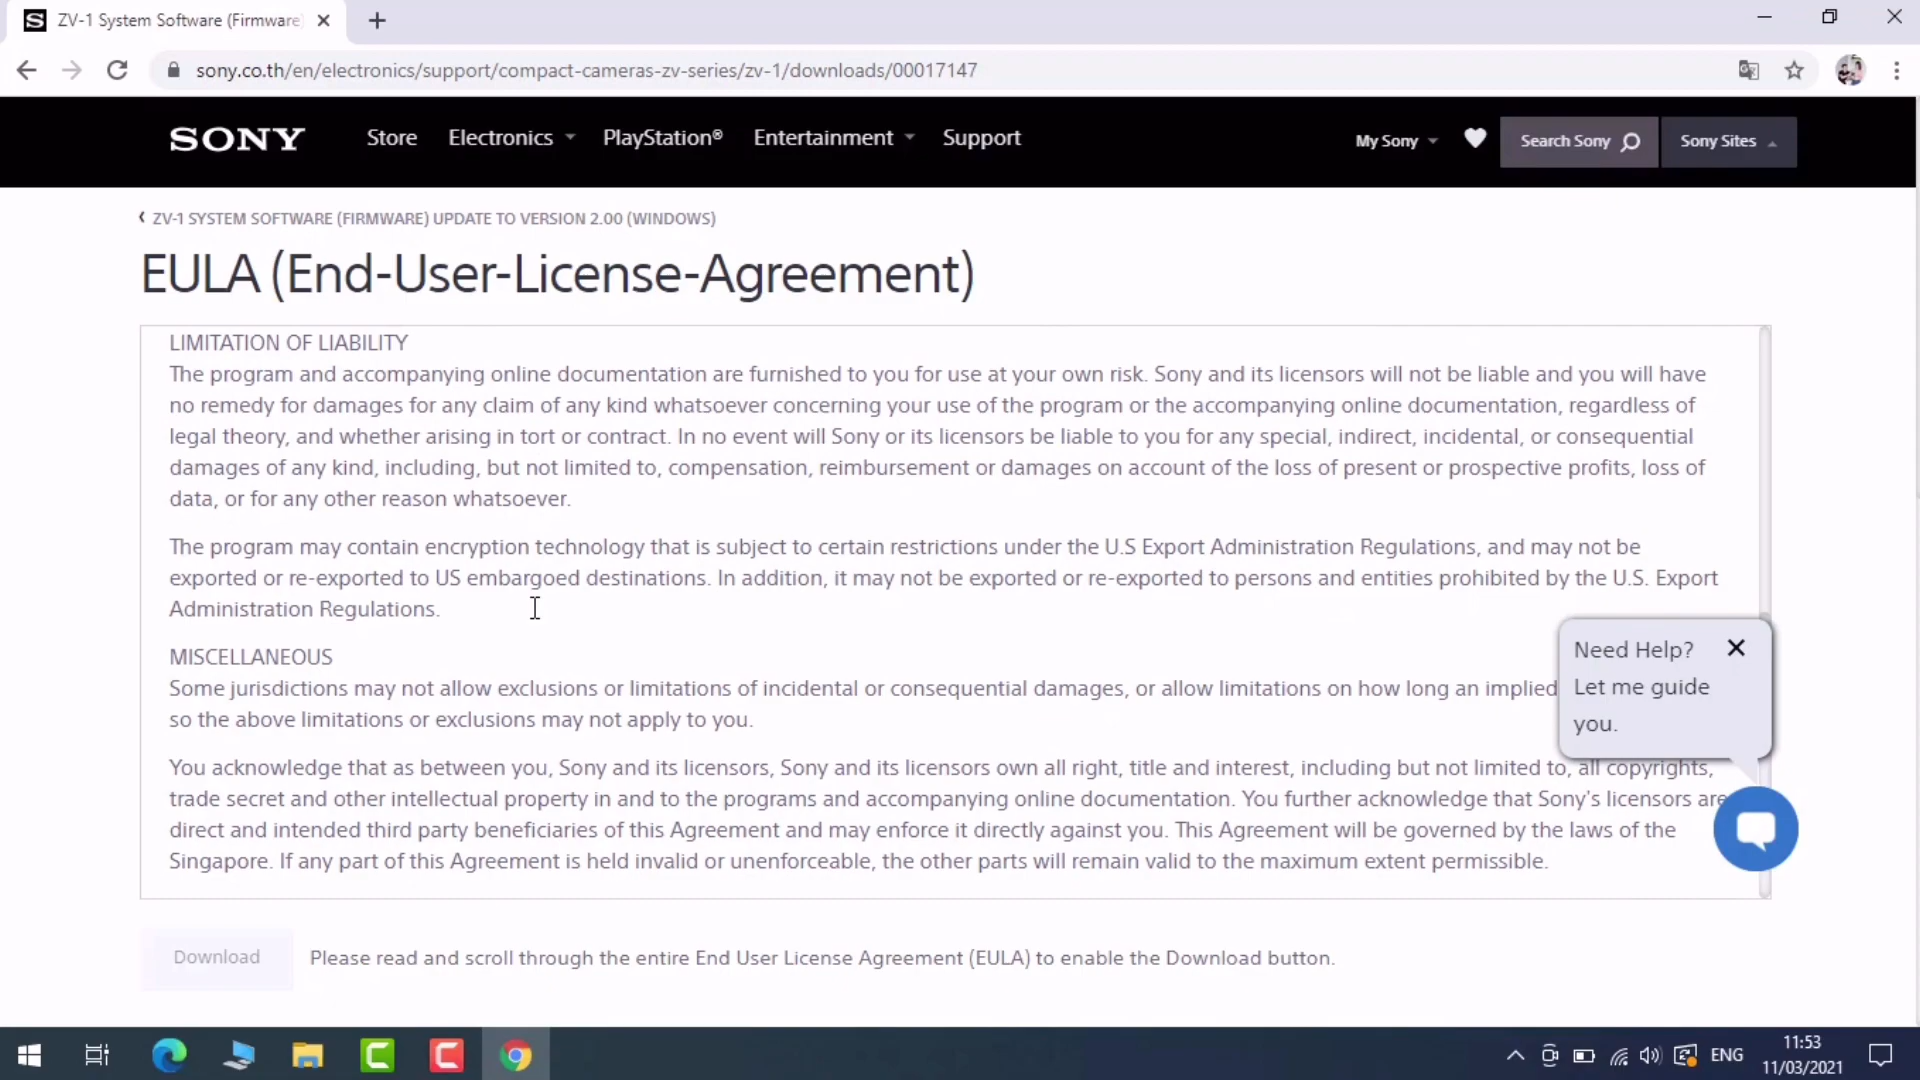 ZV-1 System Software (Firmware
sony.co.th/en/electronics/support/compact-cameras-zv-series/zv-1/downloads/00017147
SONY Store Electronics PlayStation® Entertainment Support My Sony Search Sony Sony Sites
ZV-1 SYSTEM SOFTWARE (FIRMWARE) UPDATE TO VERSION 2.00 (WINDOWS)
EULA (End-User-License-Agreement)
LIMITATION OF LIABILITY
The program and accompanying online documentation are furnished to you for use at your own risk. Sony and its licensors will not be liable and you will have
no remedy for damages for any claim of any kind whatsoever concerning your use of the program or the accompanying online documentation, regardless of
legal theory, and whether arising in tort or contract. In no event will Sony or its licensors be liable to you for any special, indirect, incidental, or consequential
damages of any kind, including, but not limited to, compensation, reimbursement or damages on account of the loss of present or prospective profits, loss of
data, or for any other reason whatsoever.
The program may contain encryption technology that is subject to certain restrictions under the U.S Export Administration Regulations, and may not be
exported or re-exported to US embargoed destinations. In addition, it may not be exported or re-exported to persons and entities prohibited by the U.S. Export
Administration Regulations.
MISCELLANEOUS
Some jurisdictions may not allow exclusions or limitations of incidental or consequential damages, or allow limitations on how long an implied
so the above limitations or exclusions may not apply to you.
You acknowledge that as between you, Sony and its licensors, Sony and its licensors own all right, title and interest, including but not limited to, all copyrights,
trade secret and other intellectual property in and to the programs and accompanying online documentation. You further acknowledge that Sony's licensors are
direct and intended third party beneficiaries of this Agreement and may enforce it directly against you. This Agreement will be governed by the laws of the
Singapore. If any part of this Agreement is held invalid or unenforceable, the other parts will remain valid to the maximum extent permissible.
Need Help?
Let me guide
you.
Download Please read and scroll through the entire End User License Agreement (EULA) to enable the Download button.
ENG
11:53
11/03/2021